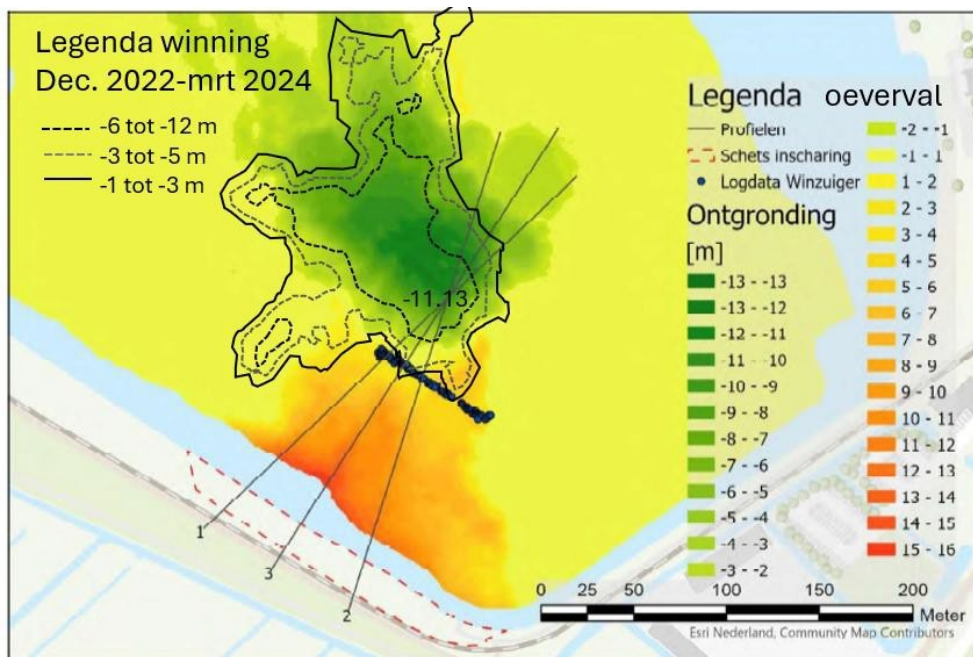 Legenda winning
Dec. 2022-mrt 2024
-6 tot -12 m
-3 tot -5 m
-1 tot -3 m
Legenda oeverval
Profielen
Schets inscharing
Logdata Winzuiger
Ontgronding
[m]
-13 - -13
-13 - -12
-12 - -11
-11 - -10
-10 - -9
-9 - -8
-8 - -7
-7 - -6
-6 - -5
-5 - -4
-4 - -3
-3 - -2
-2 - -1
-1 - 1
1 - 2
2 - 3
3 - 4
4 - 5
5 - 6
6 - 7
7 - 8
8 - 9
9 - 10
10 - 11
11 - 12
12 - 13
13 - 14
14 - 15
15 - 16
-11.13
1
3
2
0 25 50 100 150 200
Meter
Esri Nederland, Community Map Contributors